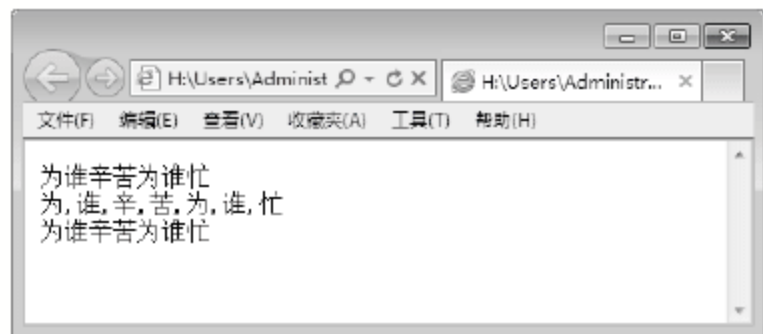 H:\Users\Administ
H:\Users\Administr...
文件(F) 编辑(E) 查看(V) 收藏夹(A) 工具(T) 帮助(H)
为谁辛苦为谁忙
为,谁,辛,苦,为,谁,忙
为谁辛苦为谁忙